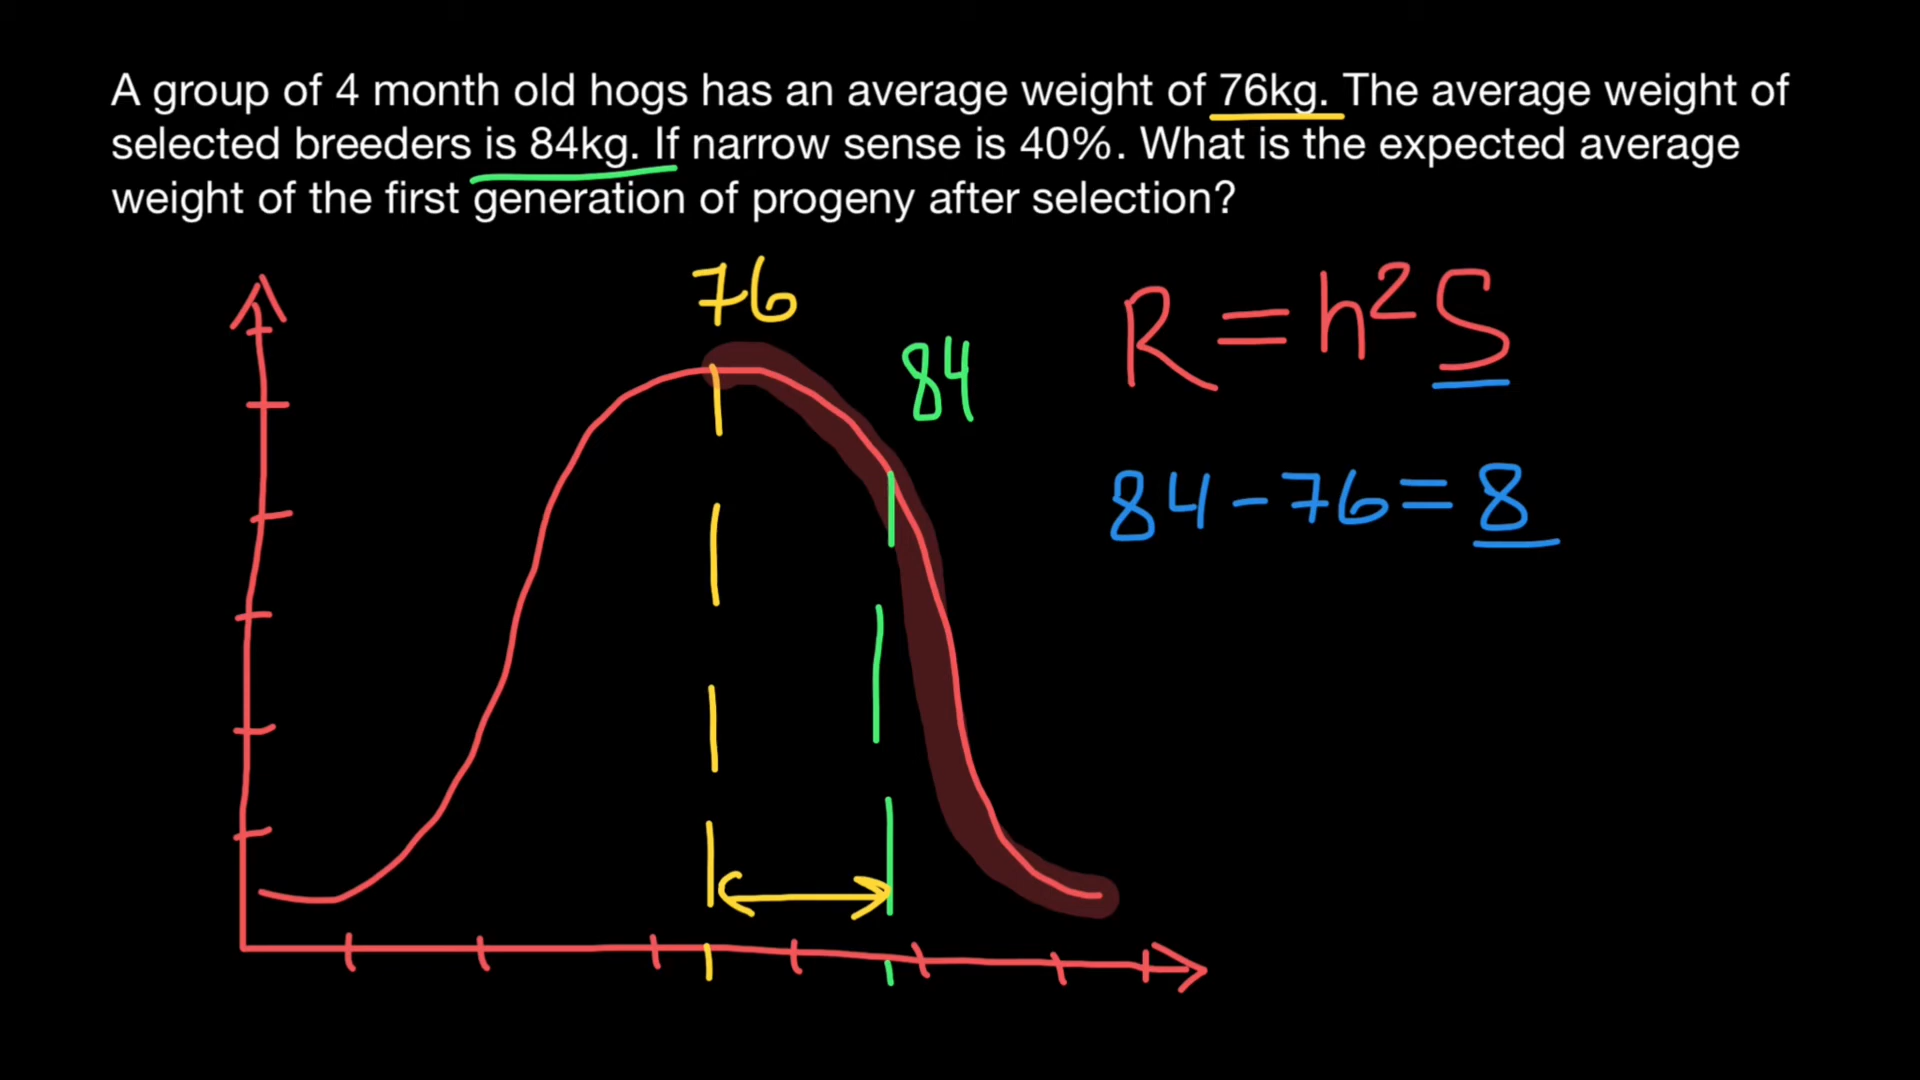 A group of 4 month old hogs has an average weight of 76kg. The average weight of
selected breeders is 84kg. If narrow sense is 40%. What is the expected average
weight of the first generation of progeny after selection?
76
84
R = h² S
84 - 76 = 8